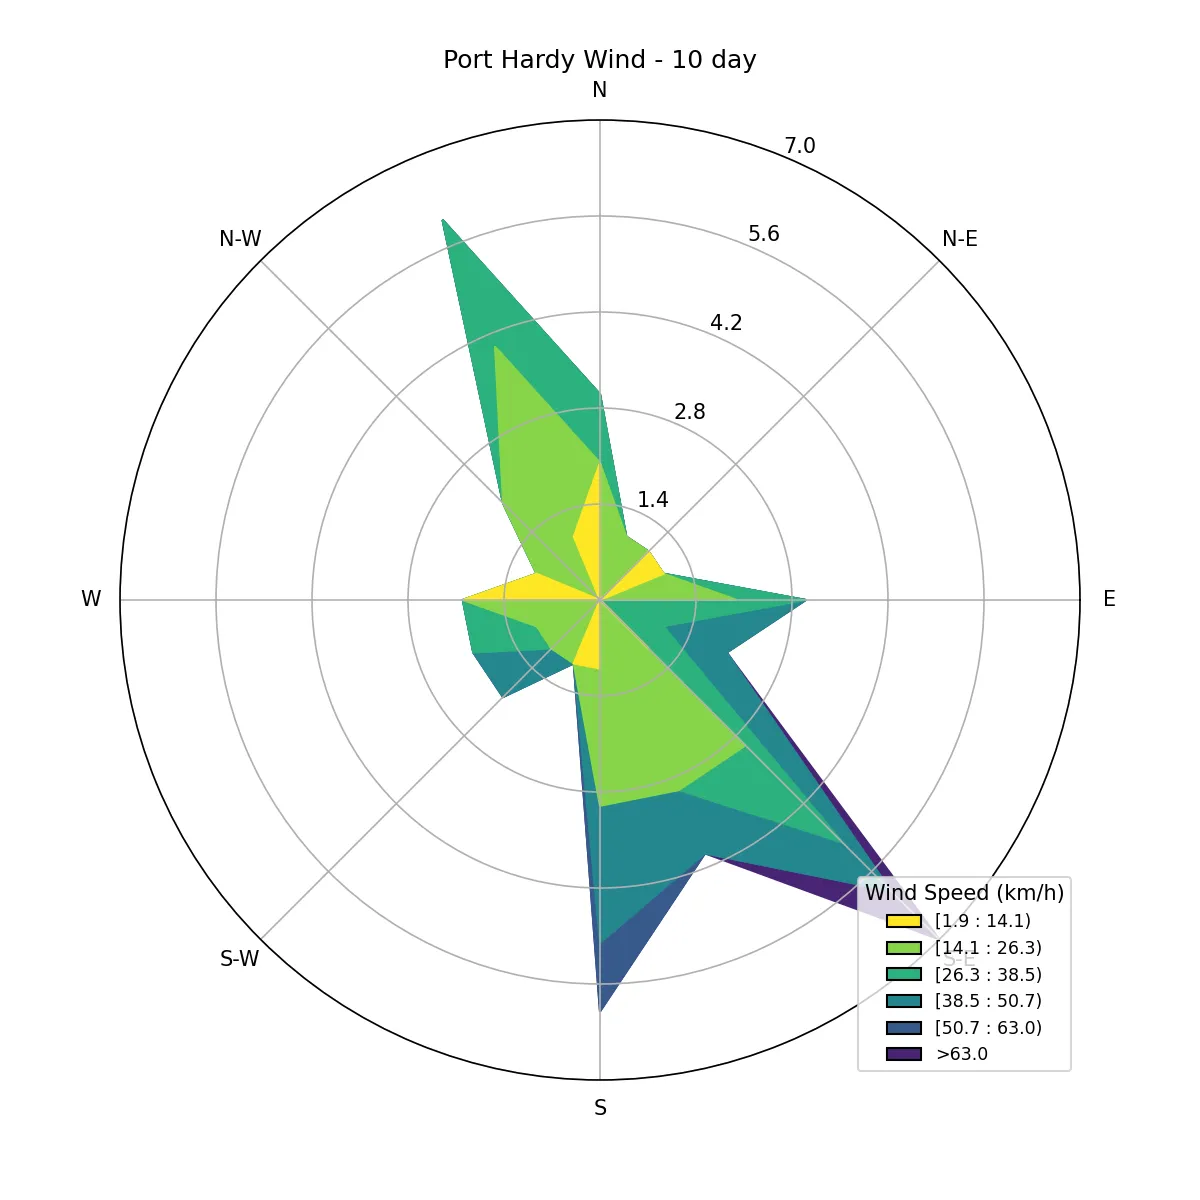 Port Hardy Wind - 10 day
N
7.0
N-W
N-E
5.6
4.2
2.8
1.4
W
E
S-W
S-E
S
Wind Speed (km/h)
[1.9 : 14.1)
[14.1 : 26.3)
[26.3 : 38.5)
[38.5 : 50.7)
[50.7 : 63.0)
>63.0